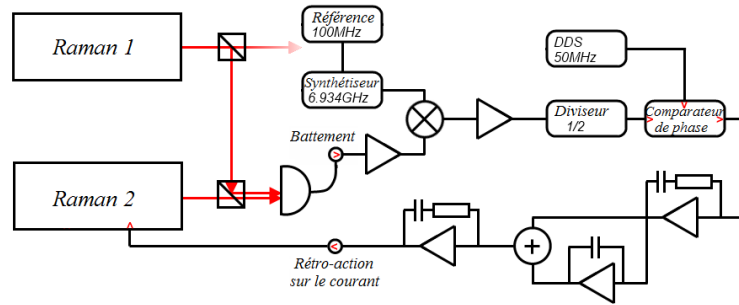 Raman 1
Référence
100MHz
DDS
50MHz
Synthétiseur
6.934GHz
Diviseur
1/2
Comparateur
de phase
Battement
Raman 2
Rétro-action
sur le courant